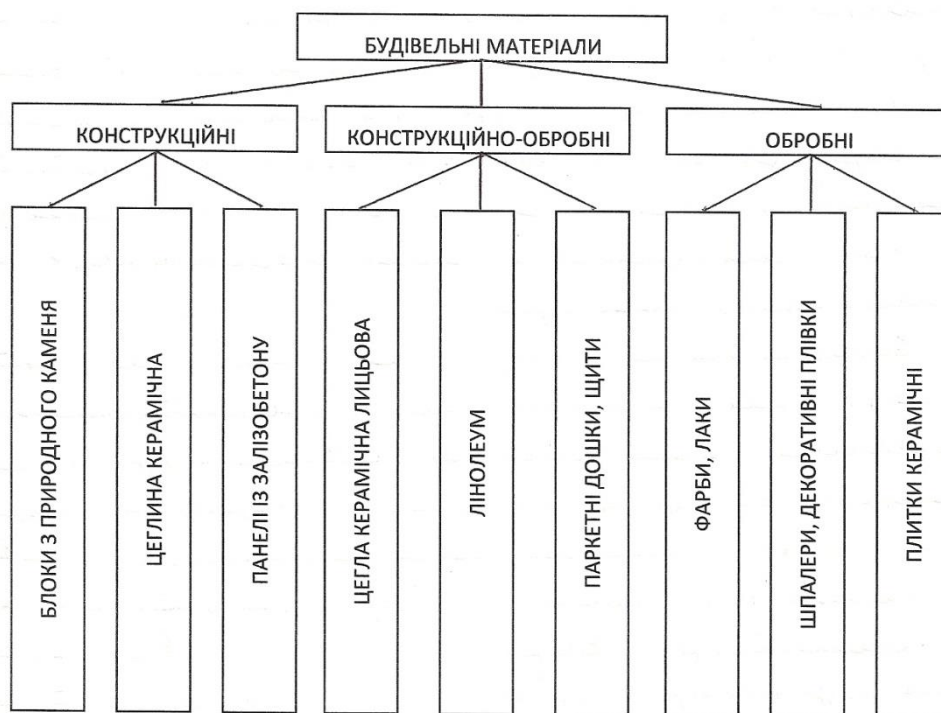 БУДІВЕЛЬНІ МАТЕРІАЛИ
КОНСТРУКЦІЙНІ
КОНСТРУКЦІЙНО-ОБРОБНІ
ОБРОБНІ
БЛОКИ З ПРИРОДНОГО КАМЕНЯ
ЦЕГЛИНА КЕРАМІЧНА
ПАНЕЛІ ІЗ ЗАЛІЗОБЕТОНУ
ЦЕГЛА КЕРАМІЧНА ЛИЦЬОВА
ЛІНОЛЕУМ
ПАРКЕТНІ ДОШКИ, ЩИТИ
ФАРБИ, ЛАКИ
ШПАЛЕРИ, ДЕКОРАТИВНІ ПЛІВКИ
ПЛИТКИ КЕРАМІЧНІ